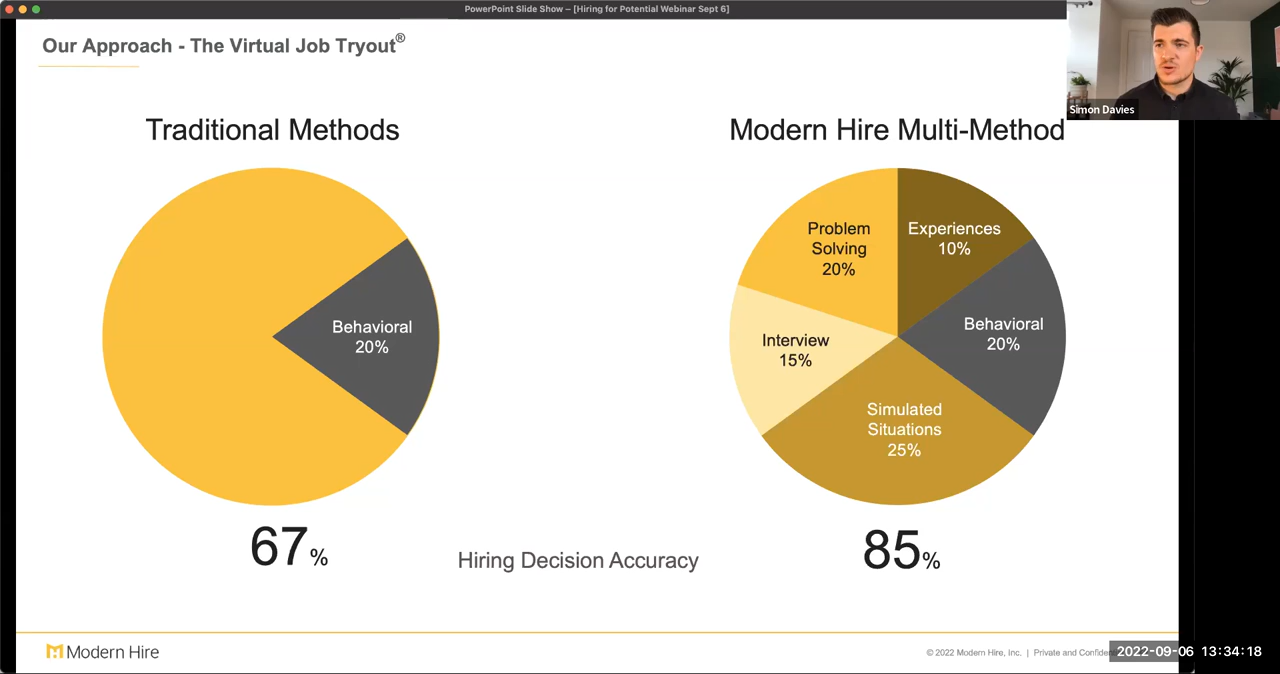 PowerPoint Slide Show – [Hiring for Potential Webinar Sept 6]
Our Approach - The Virtual Job Tryout®
Simon Davies
Traditional Methods
Behavioral
20%
67%
Modern Hire Multi-Method
Problem
Solving
20%
Experiences
10%
Behavioral
20%
Interview
15%
Simulated
Situations
25%
85%
Hiring Decision Accuracy
Modern Hire
© 2022 Modern Hire, Inc. | Private and
2022-09-06 13:34:18